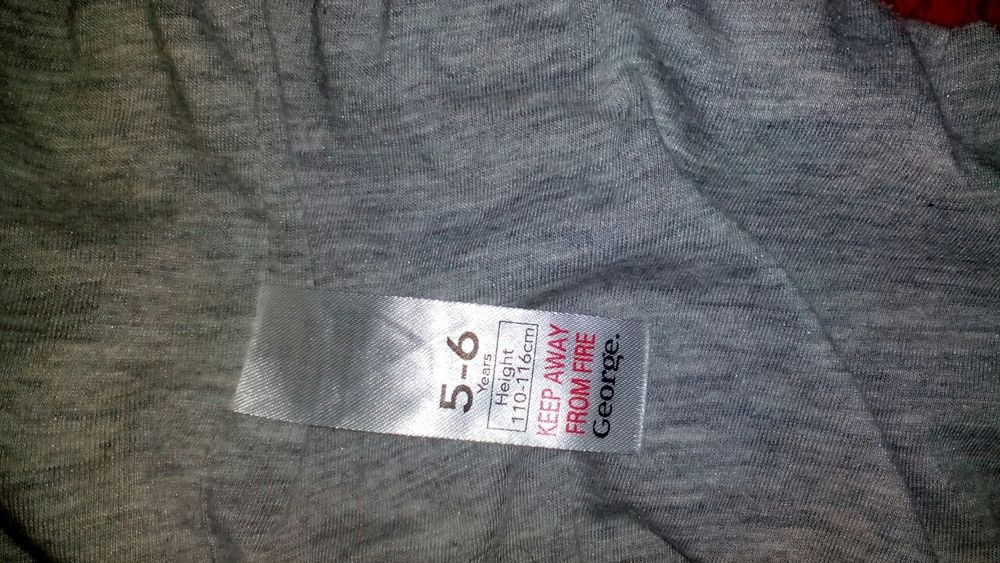 5-6
Years
Height
110-116cm
KEEP AWAY
FROM FIRE
George.